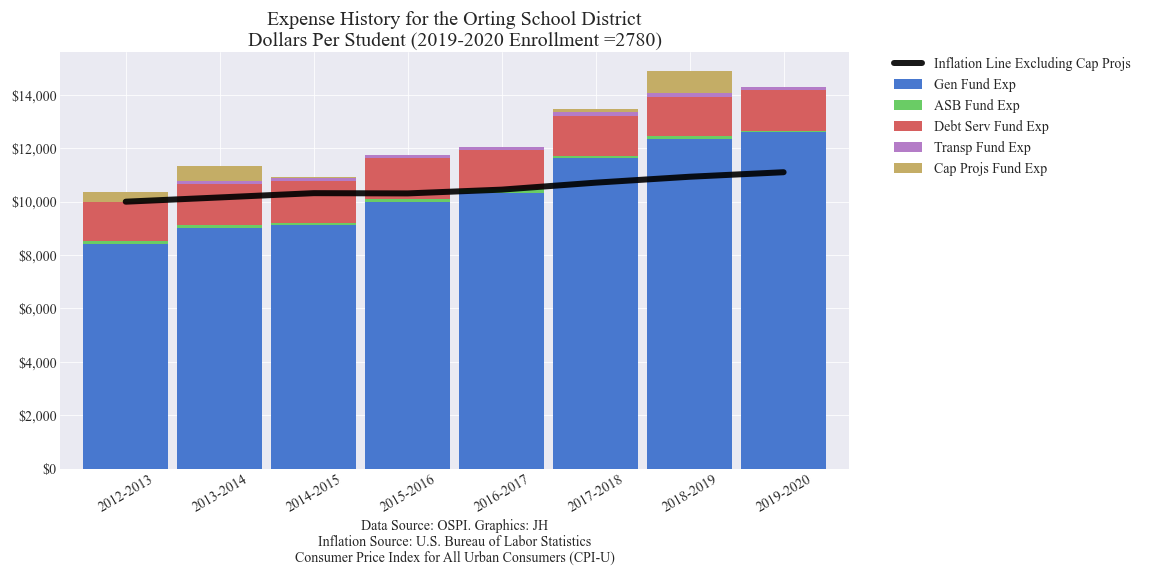 Expense History for the Orting School District
Dollars Per Student (2019-2020 Enrollment =2780)
Inflation Line Excluding Cap Projs
Gen Fund Exp
ASB Fund Exp
Debt Serv Fund Exp
Transp Fund Exp
Cap Projs Fund Exp
$14,000
$12,000
$10,000
$8,000
$6,000
$4,000
$2,000
$0
2012-2013
2013-2014
2014-2015
2015-2016
2016-2017
2017-2018
2018-2019
2019-2020
Data Source: OSPI. Graphics: JH
Inflation Source: U.S. Bureau of Labor Statistics
Consumer Price Index for All Urban Consumers (CPI-U)